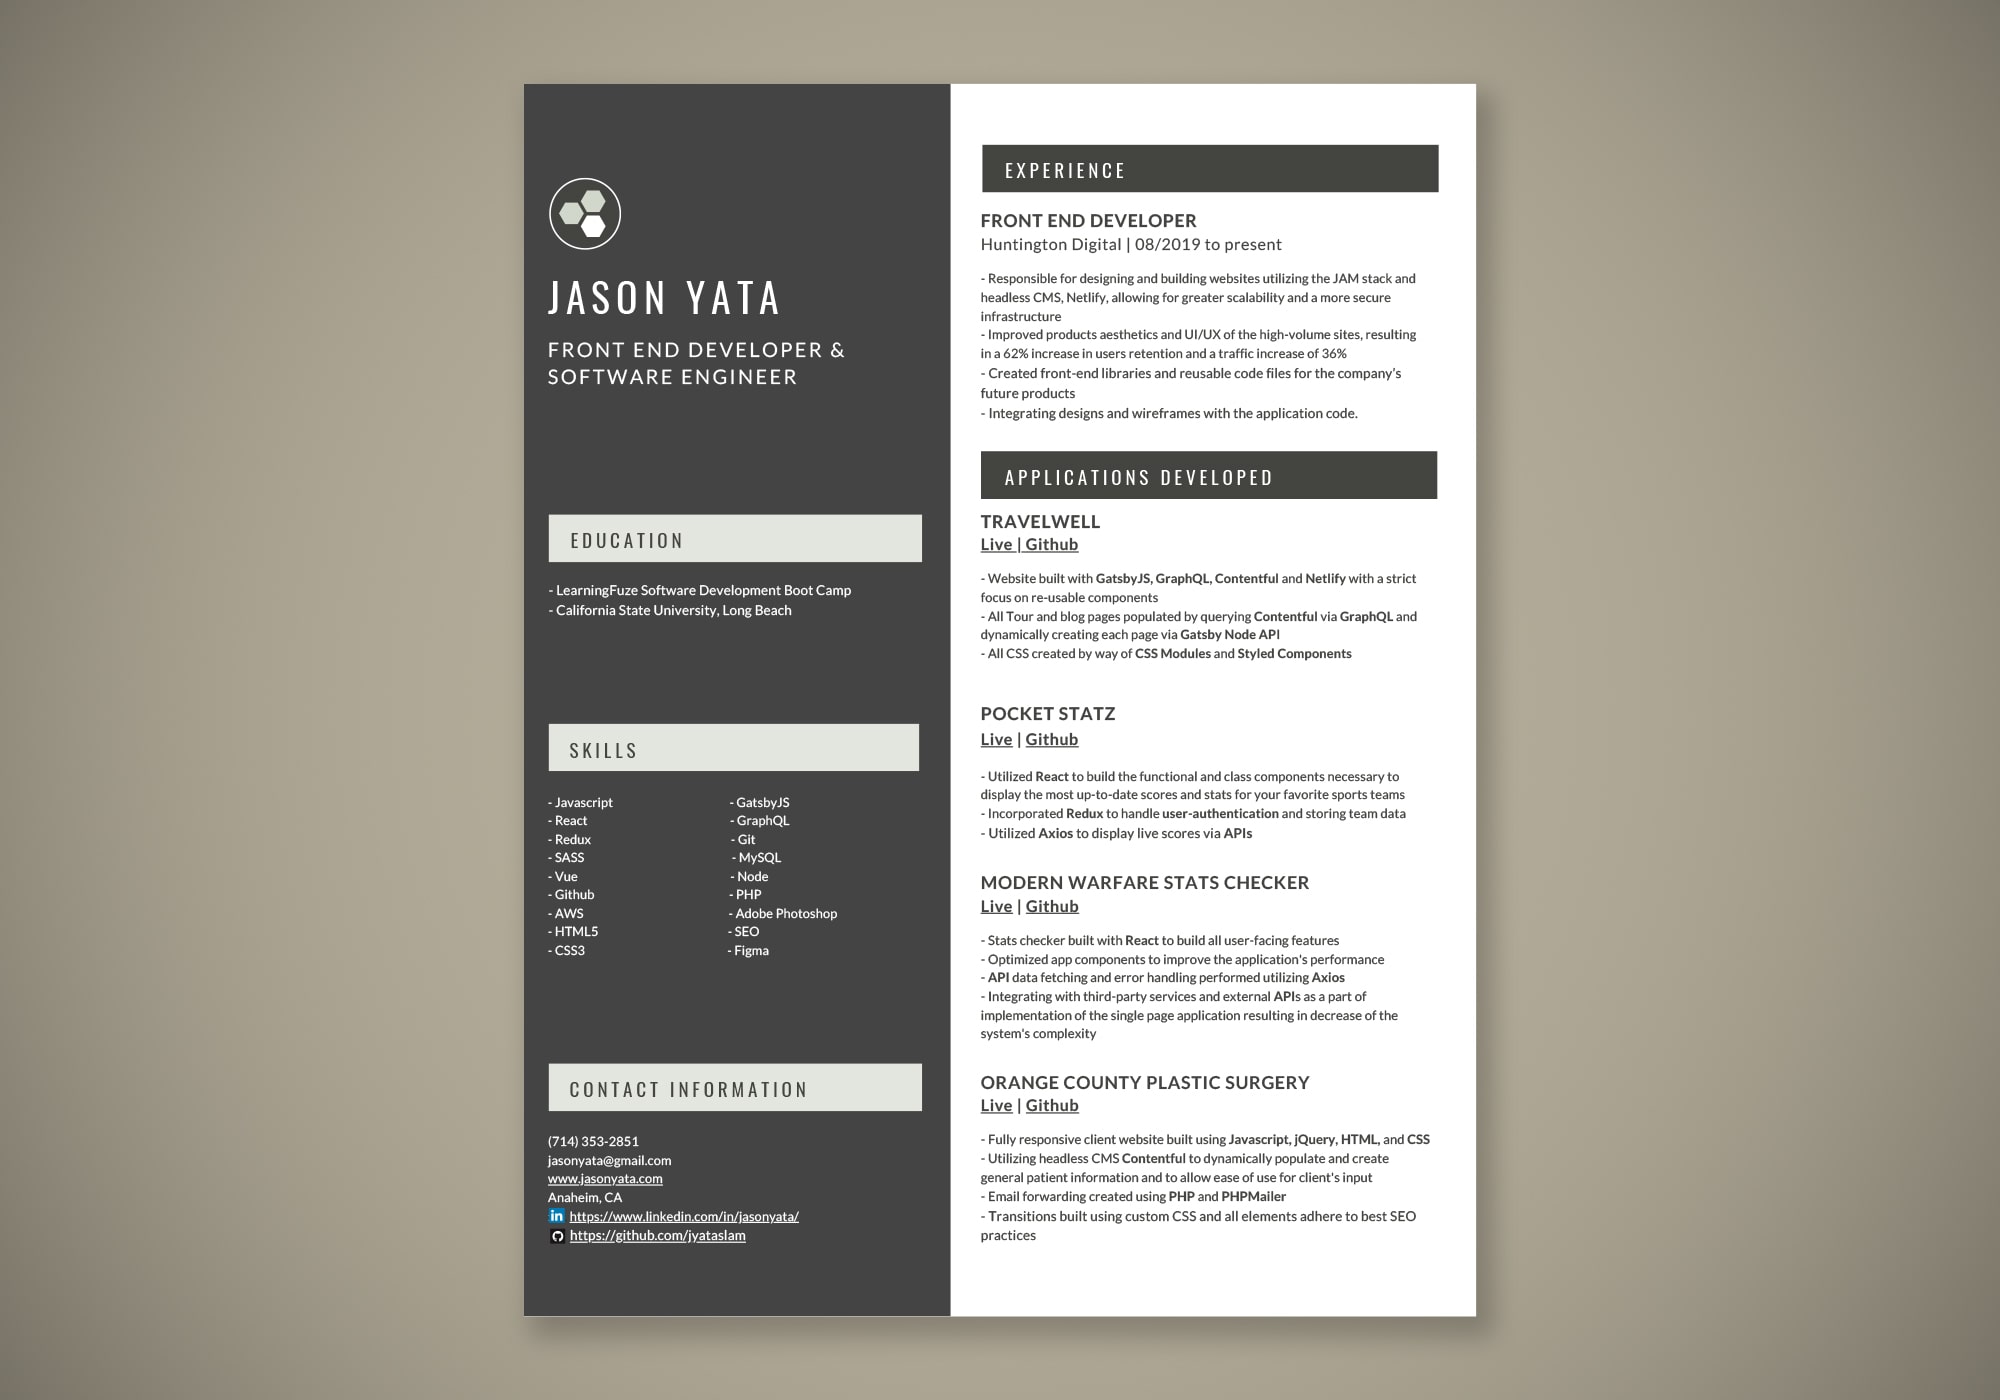 JASON YATA
FRONT END DEVELOPER &
SOFTWARE ENGINEER
EDUCATION
- LearningFuze Software Development Boot Camp
- California State University, Long Beach
SKILLS
- Javascript
- React
- Redux
- SASS
- Vue
- Github
- AWS
- HTML5
- CSS3
- GatsbyJS
- GraphQL
- Git
- MySQL
- Node
- PHP
- Adobe Photoshop
- SEO
- Figma
CONTACT INFORMATION
(714) 353-2851
jasonyata@gmail.com
www.jasonyata.com
Anaheim, CA
in https://www.linkedin.com/in/jasonyata/
https://github.com/jyataslam
EXPERIENCE
FRONT END DEVELOPER
Huntington Digital | 08/2019 to present
- Responsible for designing and building websites utilizing the JAM stack and
headless CMS, Netlify, allowing for greater scalability and a more secure
infrastructure
- Improved products aesthetics and UI/UX of the high-volume sites, resulting
in a 62% increase in users retention and a traffic increase of 36%
- Created front-end libraries and reusable code files for the company's
future products
- Integrating designs and wireframes with the application code.
APPLICATIONS DEVELOPED
TRAVELWELL
Live | Github
- Website built with GatsbyJS, GraphQL, Contentful and Netlify with a strict
focus on re-usable components
- All Tour and blog pages populated by querying Contentful via GraphQL and
dynamically creating each page via Gatsby Node API
- All CSS created by way of CSS Modules and Styled Components
POCKET STATZ
Live | Github
- Utilized React to build the functional and class components necessary to
display the most up-to-date scores and stats for your favorite sports teams
- Incorporated Redux to handle user-authentication and storing team data
- Utilized Axios to display live scores via APIs
MODERN WARFARE STATS CHECKER
Live | Github
- Stats checker built with React to build all user-facing features
- Optimized app components to improve the application's performance
- API data fetching and error handling performed utilizing Axios
- Integrating with third-party services and external APIs as a part of
implementation of the single page application resulting in decrease of the
system's complexity
ORANGE COUNTY PLASTIC SURGERY
Live | Github
- Fully responsive client website built using Javascript, jQuery, HTML, and CSS
- Utilizing headless CMS Contentful to dynamically populate and create
general patient information and to allow ease of use for client's input
- Email forwarding created using PHP and PHPMailer
- Transitions built using custom CSS and all elements adhere to best SEO
practices